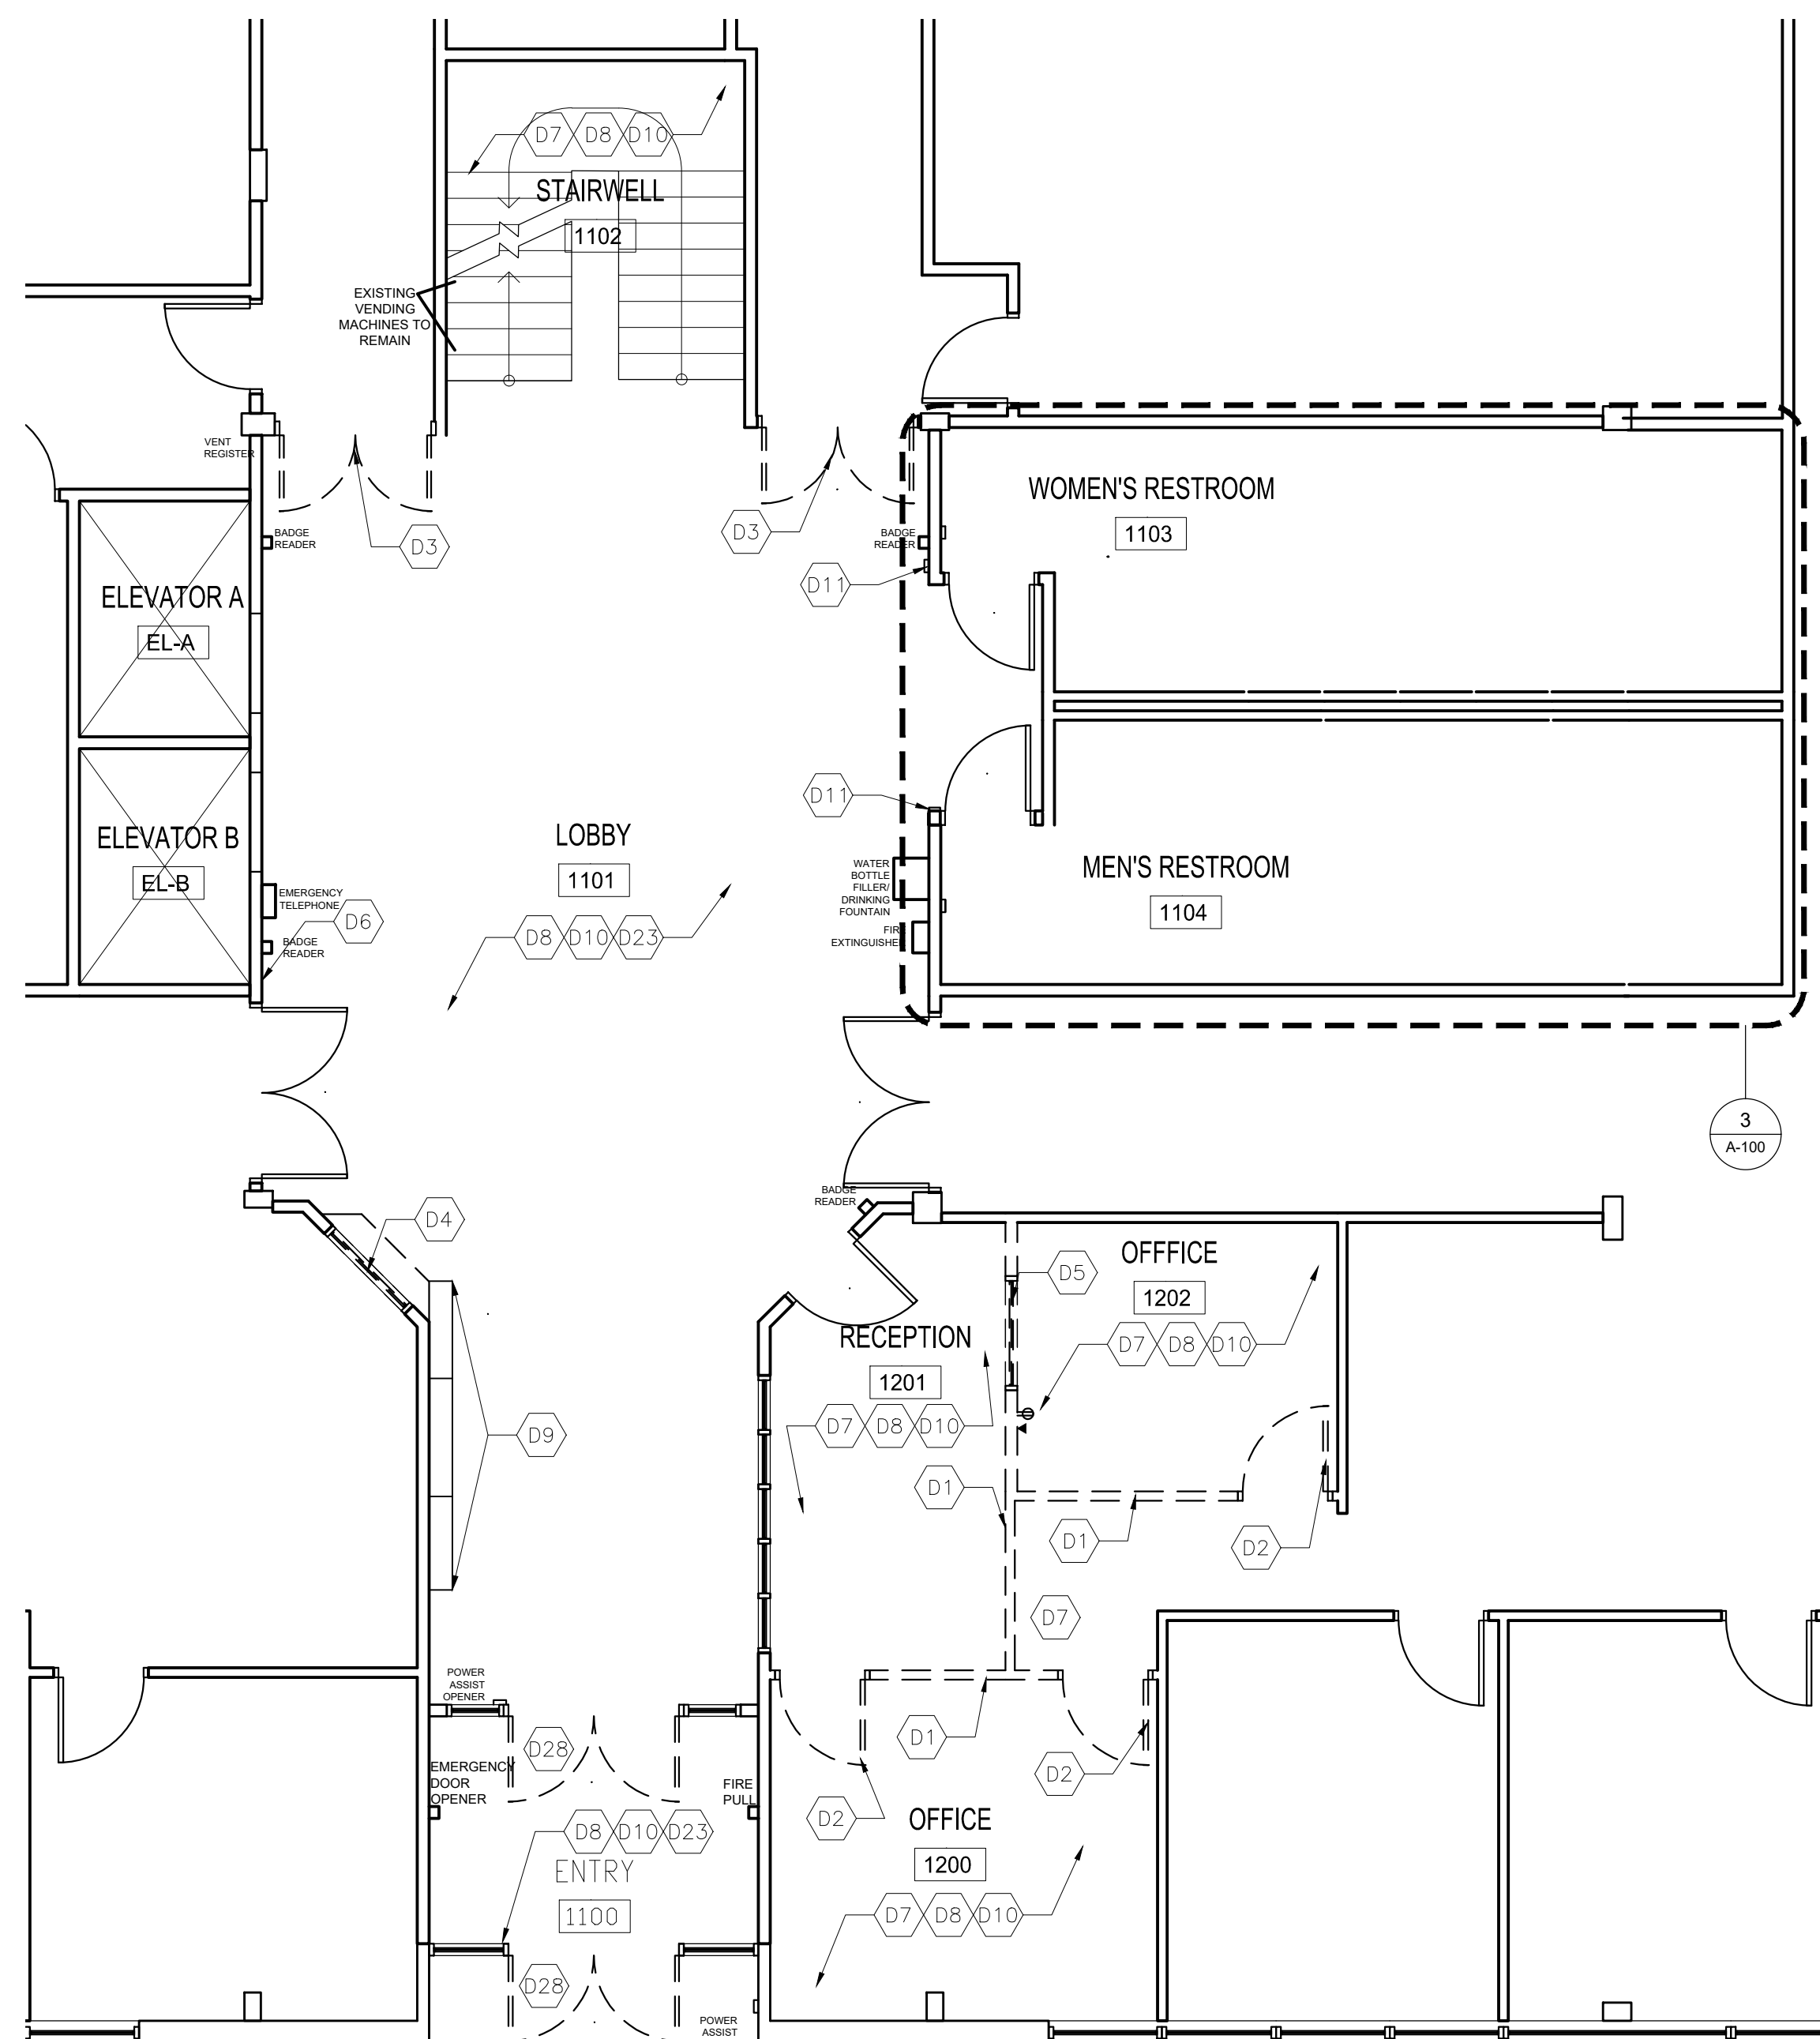 D7 D8 D10
STAIRWELL
1102
EXISTING
VENDING
MACHINES TO
REMAIN
VENT
REGISTER
BADGE
READER
D3
D3
BADGE
READER
D11
WOMEN'S RESTROOM
1103
ELEVATOR A
EL-A
ELEVATOR B
EL-B
EMERGENCY
TELEPHONE
D6
BADGE
READER
LOBBY
1101
D8 D10 D23
D11
WATER
BOTTLE
FILLER/
DRINKING
FOUNTAIN
FIRE
EXTINGUISHER
MEN'S RESTROOM
1104
3
A-100
D4
BADGE
READER
D5
OFFFICE
1202
D7 D8 D10
RECEPTION
1201
D7 D8 D10
D9
D1
D1
D2
D7
POWER
ASSIST
OPENER
D28
D1
D2
D2
EMERGENCY
DOOR
OPENER
FIRE
PULL
D8 D10 D23
ENTRY
1100
OFFICE
1200
D7 D8 D10
D28
POWER
ASSIST